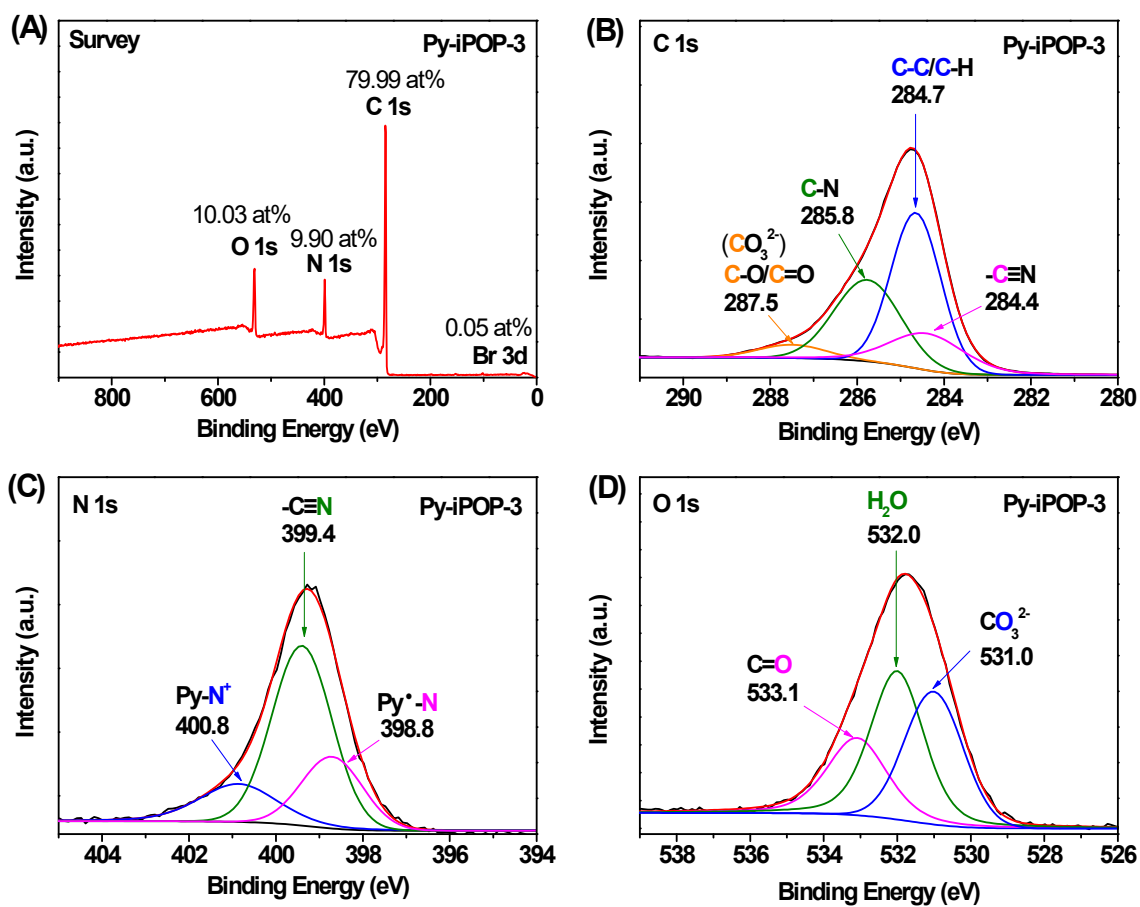 (A)
Survey
Py-iPOP-3
79.99 at%
C 1s
10.03 at%
O 1s
9.90 at%
N 1s
0.05 at%
Br 3d
Intensity (a.u.)
800 600 400 200 0
Binding Energy (eV)
(B)
C 1s
Py-iPOP-3
C-C/C-H
284.7
C-N
285.8
(CO₃²⁻)
C-O/C=O
287.5
-C≡N
284.4
Intensity (a.u.)
290 288 286 284 282 280
Binding Energy (eV)
(C)
N 1s
Py-iPOP-3
-C≡N
399.4
Py-N⁺
400.8
Py•-N
398.8
Intensity (a.u.)
404 402 400 398 396 394
Binding Energy (eV)
(D)
O 1s
Py-iPOP-3
H₂O
532.0
CO₃²⁻
531.0
C=O
533.1
Intensity (a.u.)
538 536 534 532 530 528 526
Binding Energy (eV)